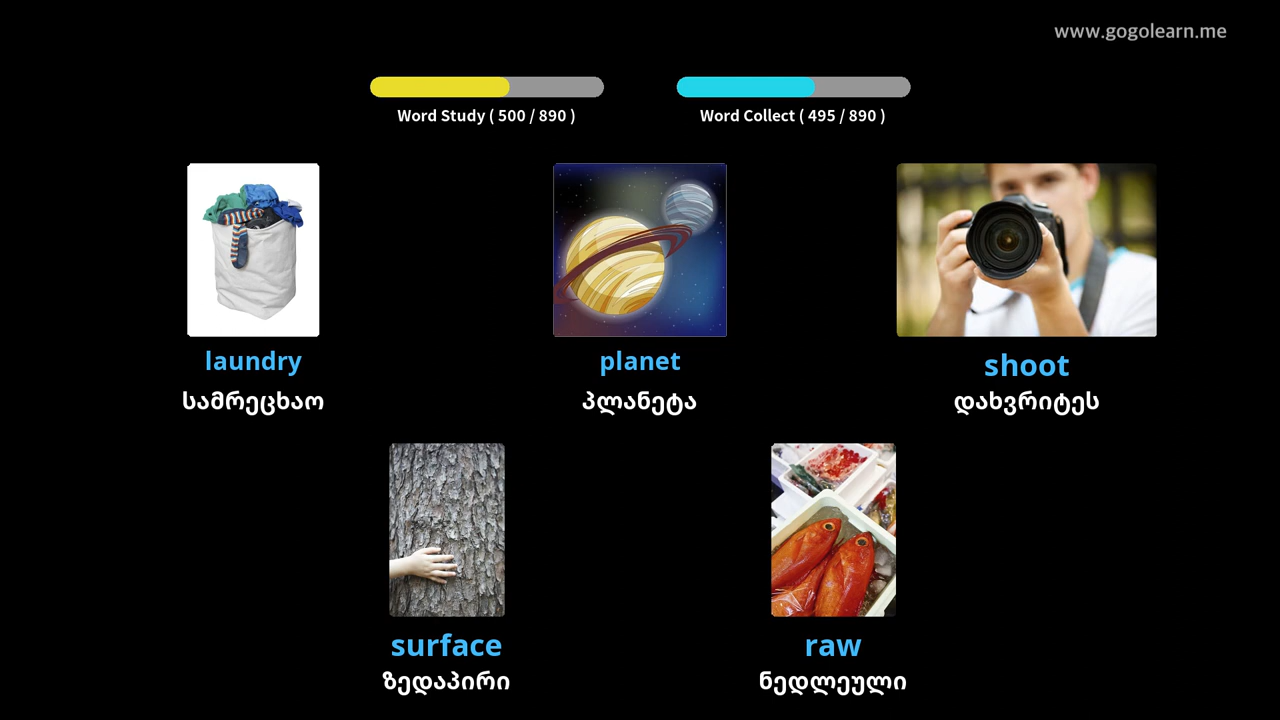 www.gogolearn.me
Word Study ( 500 / 890 )
Word Collect ( 495 / 890 )
laundry
სამრეცხაო
planet
პლანეტა
shoot
დახვრიტეს
surface
ზედაპირი
raw
ნედლეული